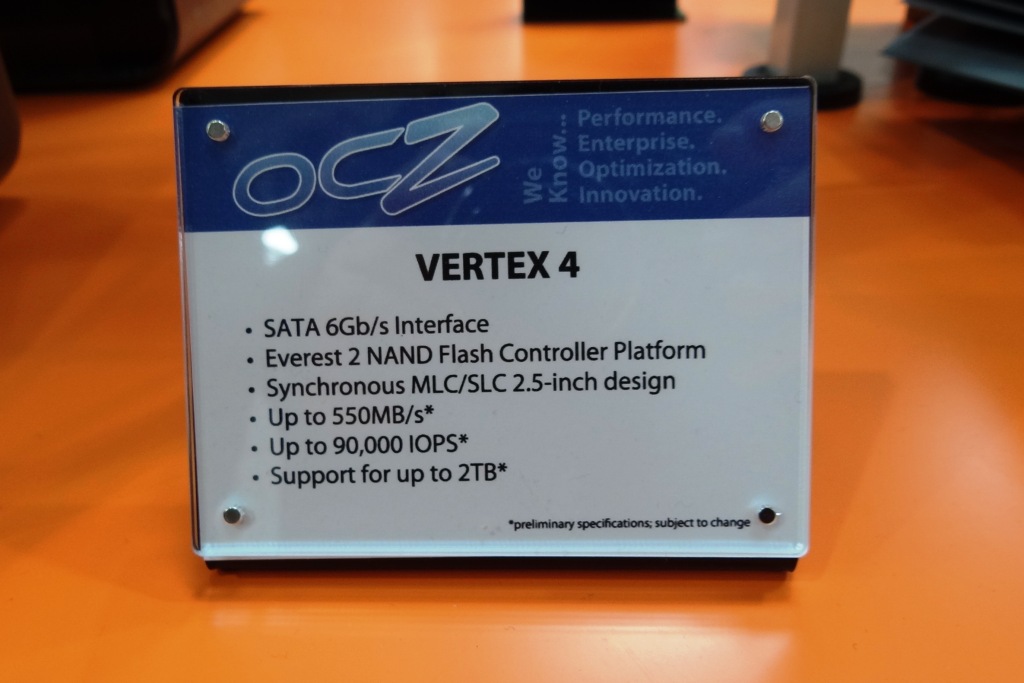 OCZ
We Know...
Performance.
Enterprise.
Optimization.
Innovation.
VERTEX 4
• SATA 6Gb/s Interface
• Everest 2 NAND Flash Controller Platform
• Synchronous MLC/SLC 2.5-inch design
• Up to 550MB/s*
• Up to 90,000 IOPS*
• Support for up to 2TB*
*preliminary specifications; subject to change